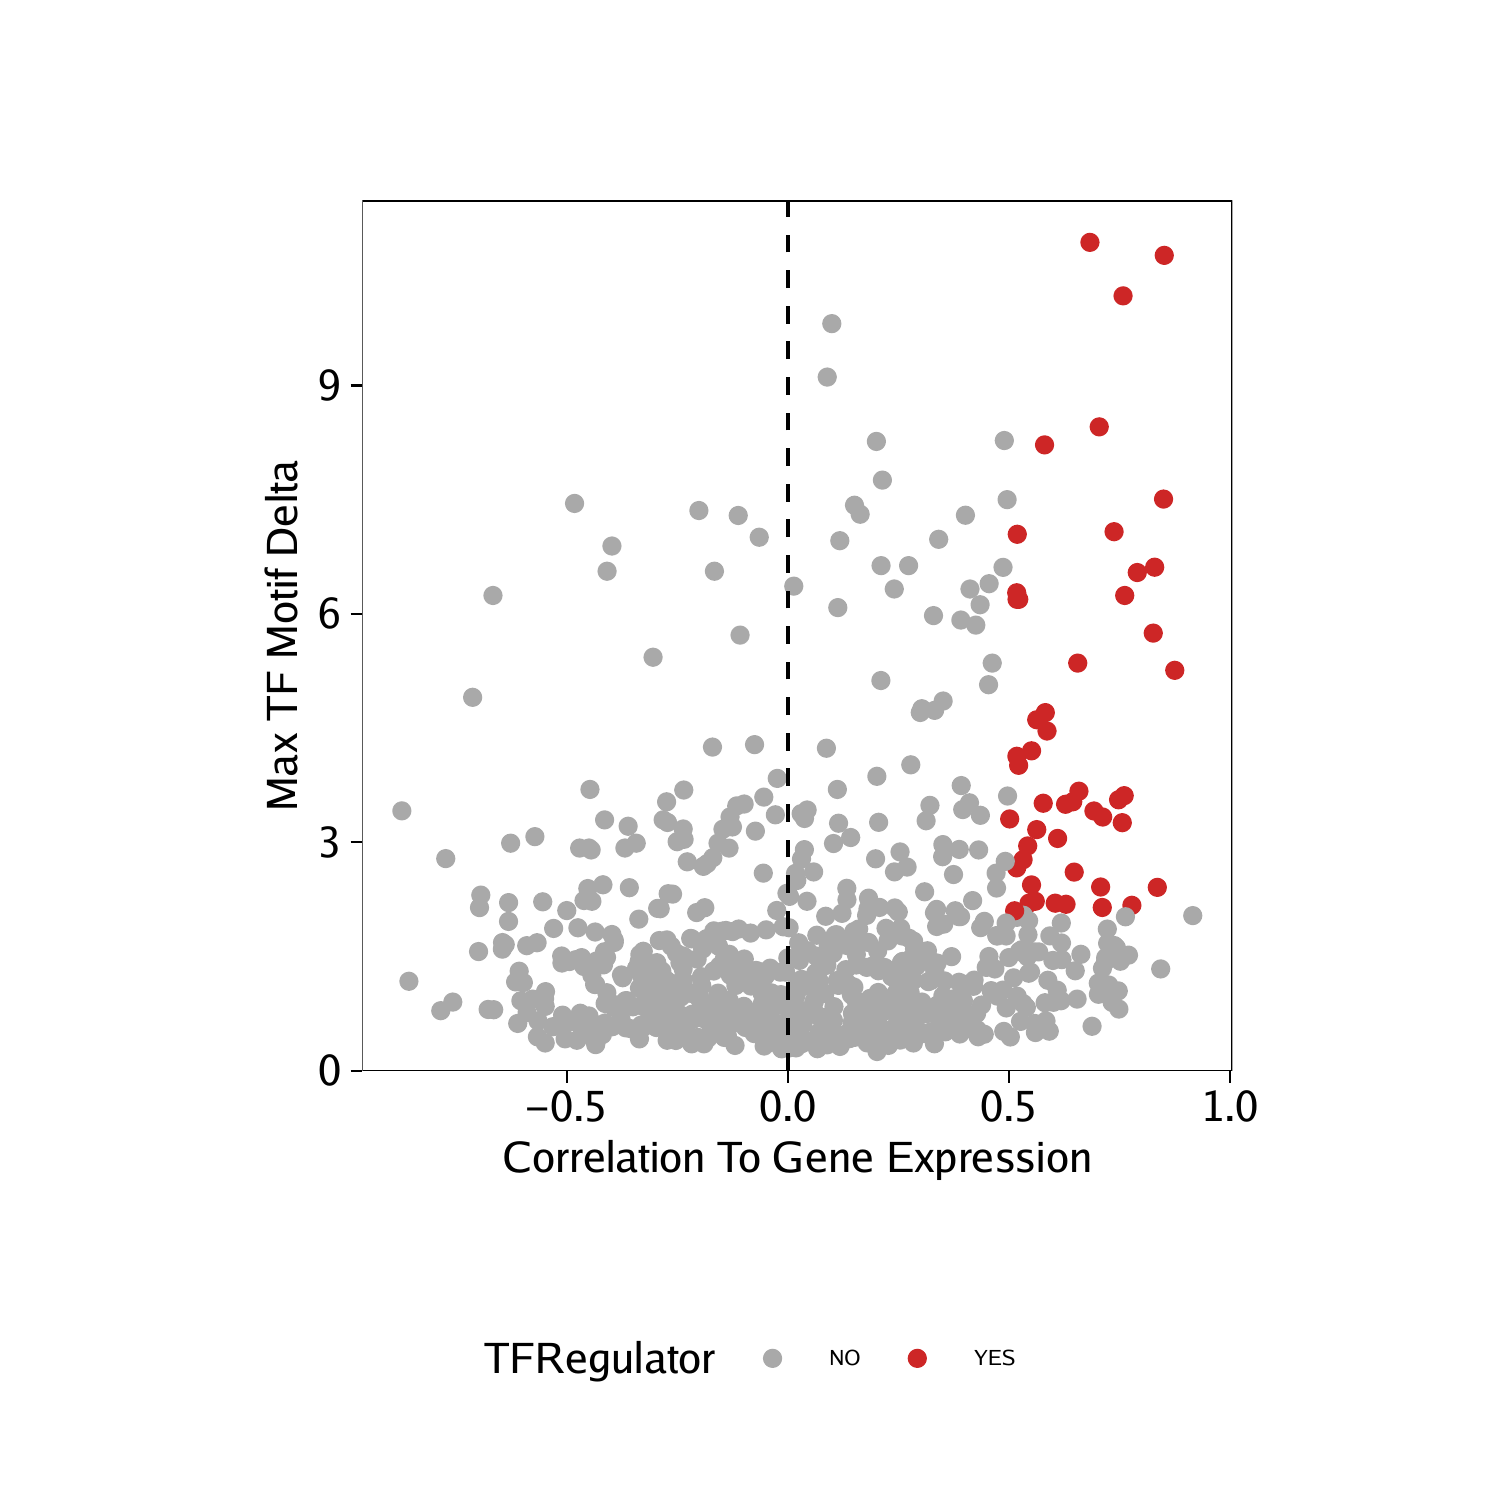 Max TF Motif Delta
9
6
3
0
−0.5 0.0 0.5 1.0
Correlation To Gene Expression
TFRegulator NO YES